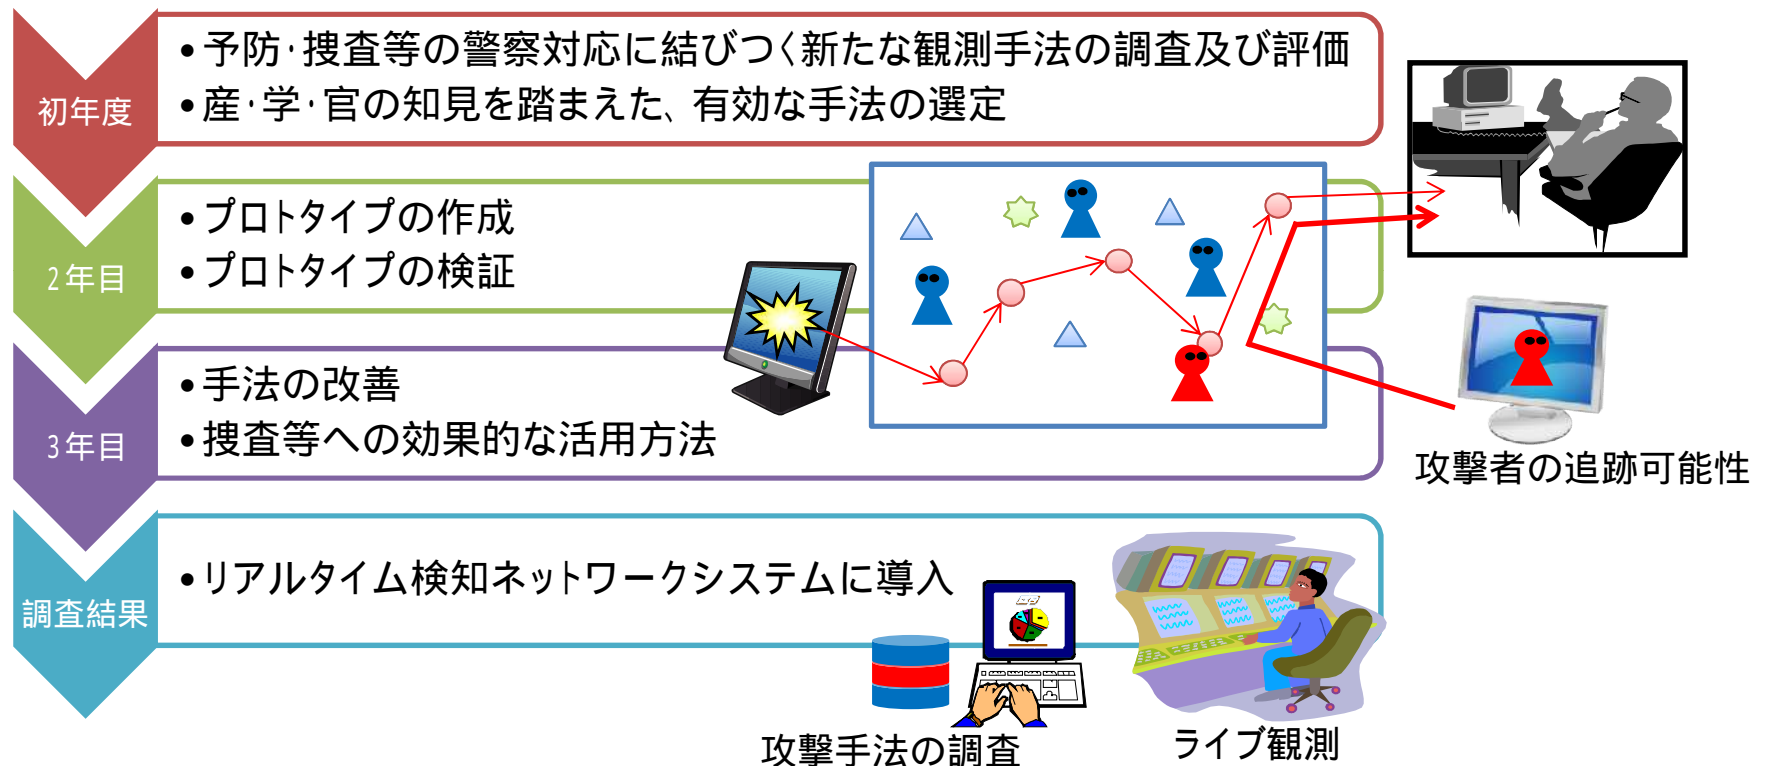 初年度
•予防･捜査等の警察対応に結びつく新たな観測手法の調査及び評価
•産･学･官の知見を踏まえた、有効な手法の選定
2年目
•プロトタイプの作成
•プロトタイプの検証
3年目
•手法の改善
•捜査等への効果的な活用方法
攻撃者の追跡可能性
調査結果
•リアルタイム検知ネットワークシステムに導入
攻撃手法の調査
ライブ観測